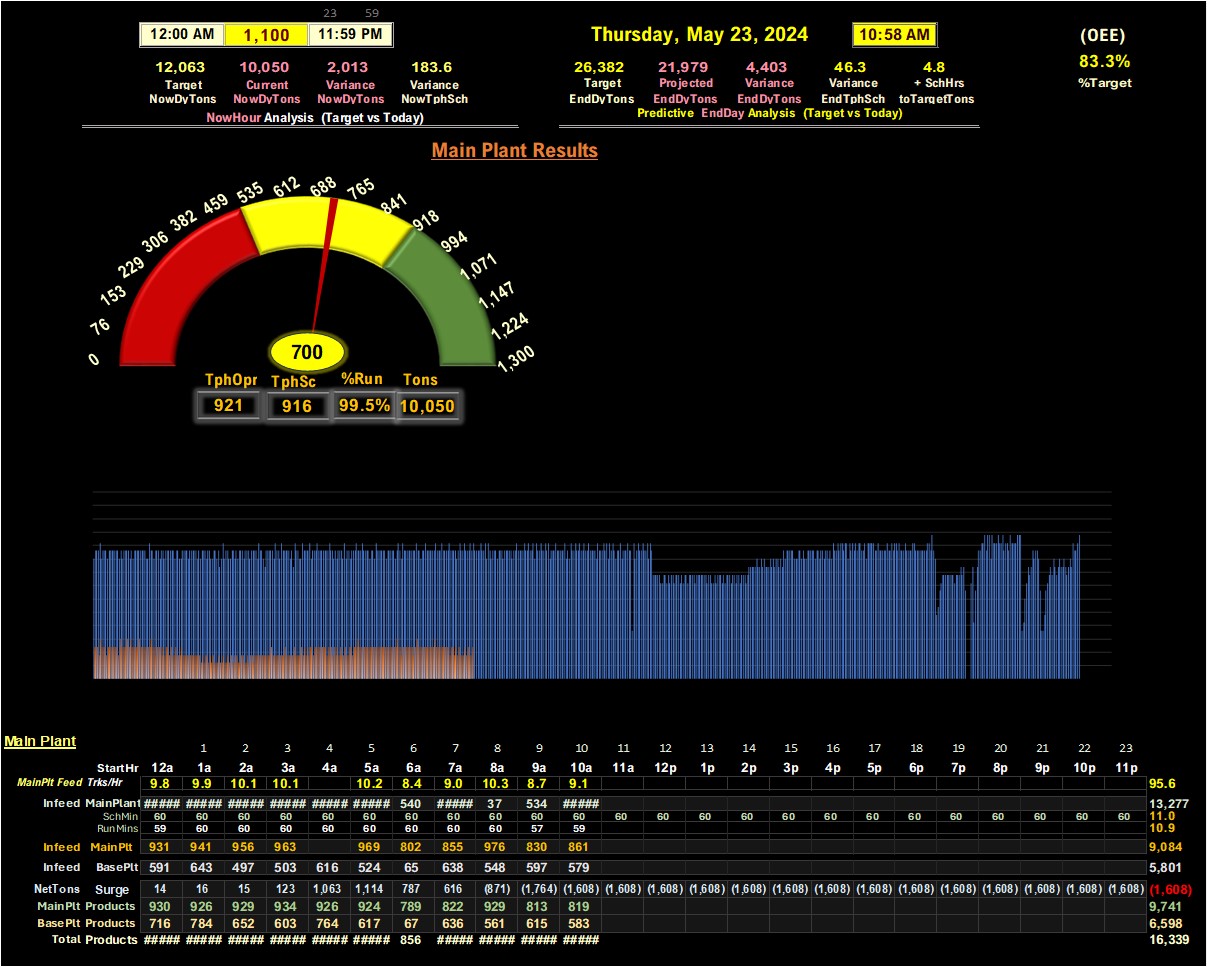 23 59
12:00 AM 1,100 11:59 PM Thursday, May 23, 2024 10:58 AM (OEE)
12,063 10,050 2,013 183.6 26,382 21,979 4,403 46.3 4.8 83.3%
Target Current Variance Variance Target Projected Variance Variance + SchHrs %Target
NowDyTons NowDyTons NowDyTons NowTphSch EndDyTons EndDyTons EndDyTons EndTphSch toTargetTons
NowHour Analysis (Target vs Today) Predictive EndDay Analysis (Target vs Today)
Main Plant Results
0 76 153 229 306 382 459 535 612 688 765 841 918 994 1,071 1,147 1,224 1,300
700
TphOpr TphSc %Run Tons
921 916 99.5% 10,050
Main Plant
1 2 3 4 5 6 7 8 9 10 11 12 13 14 15 16 17 18 19 20 21 22 23
StartHr 12a 1a 2a 3a 4a 5a 6a 7a 8a 9a 10a 11a 12p 1p 2p 3p 4p 5p 6p 7p 8p 9p 10p 11p
MainPlt Feed Trks/Hr 9.8 9.9 10.1 10.1 10.2 8.4 9.0 10.3 8.7 9.1 95.6
Infeed MainPlant ##### ##### ##### ##### ##### ##### 540 ##### 37 534 ##### 13,277
SchMin 60 60 60 60 60 60 60 60 60 60 60 60 60 60 60 60 60 60 60 60 60 60 60 60 11.0
RunMins 59 60 60 60 60 60 60 60 60 57 59 10.9
Infeed MainPlt 931 941 956 963 969 802 855 976 830 861 9,084
Infeed BasePlt 591 643 497 503 616 524 65 638 548 597 579 5,801
NetTons Surge 14 16 15 123 1,063 1,114 787 616 (871) (1,764) (1,608) (1,608) (1,608) (1,608) (1,608) (1,608) (1,608) (1,608) (1,608) (1,608) (1,608) (1,608) (1,608) (1,608) (1,608)
MainPlt Products 930 926 929 934 926 924 789 822 929 813 819 9,741
BasePlt Products 716 784 652 603 764 617 67 636 561 615 583 6,598
Total Products ##### ##### ##### ##### ##### ##### 856 ##### ##### ##### ##### 16,339